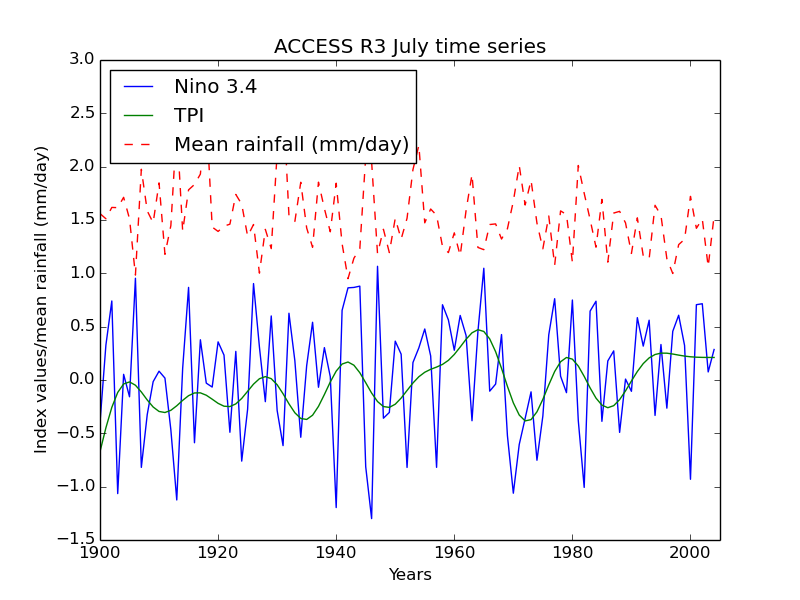 ACCESS R3 July time series
3.0
2.5
2.0
1.5
1.0
0.5
0.0
−0.5
−1.0
−1.5
Index values/mean rainfall (mm/day)
Nino 3.4
TPI
Mean rainfall (mm/day)
1900 1920 1940 1960 1980 2000
Years